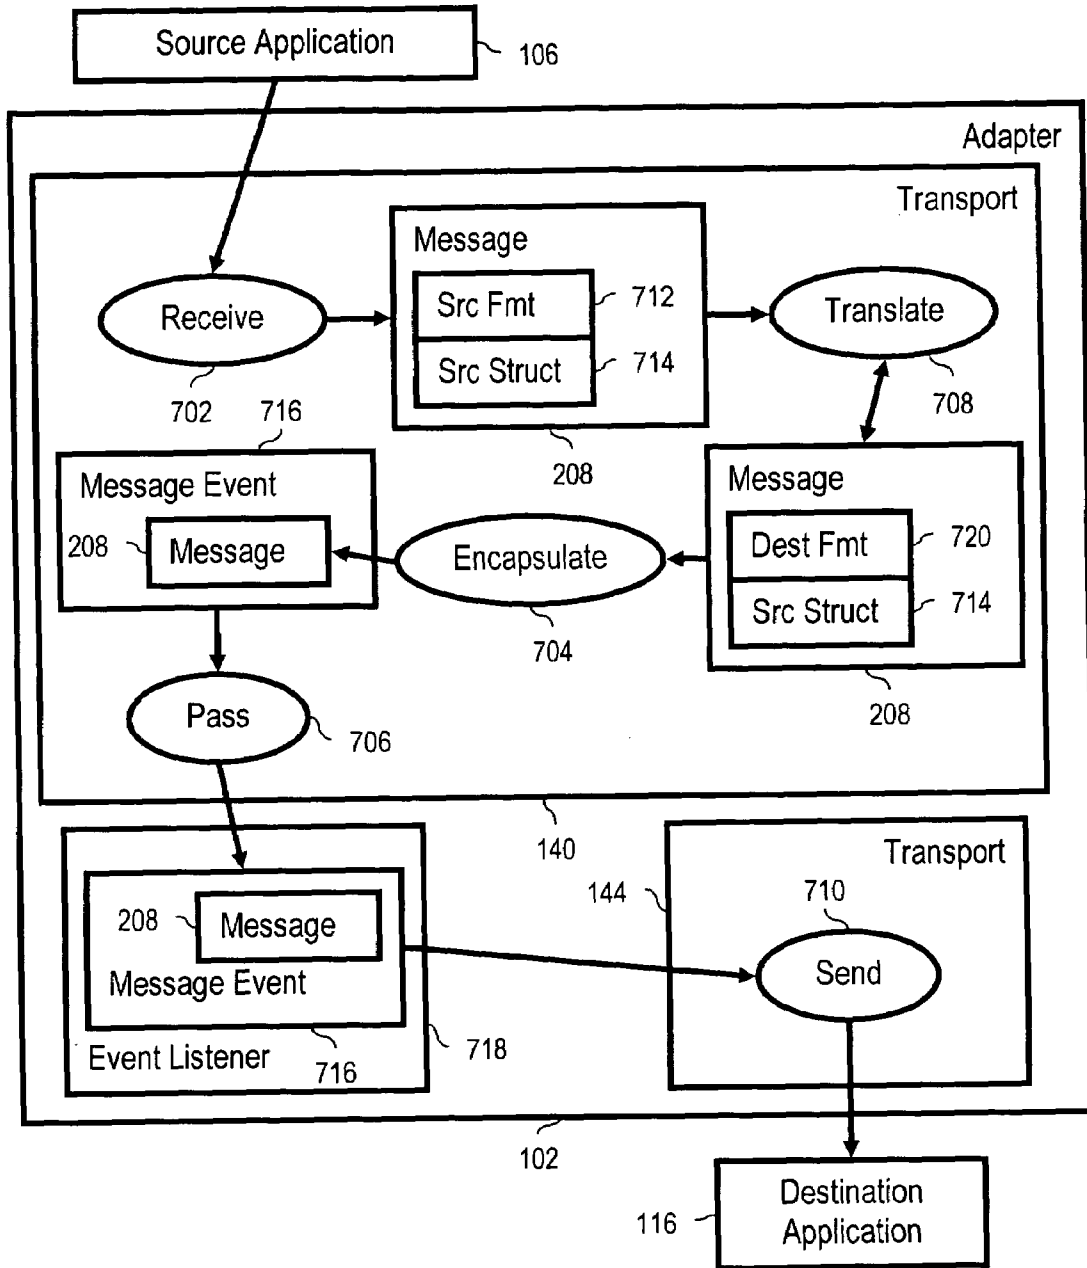 Source Application
106
Adapter
Transport
Message
Src Fmt
712
Src Struct
714
Receive
702
Translate
708
208
716
Message Event
208
Message
Encapsulate
704
Message
Dest Fmt
720
Src Struct
714
208
Pass
706
140
208
Message
Message Event
716
Event Listener
718
Transport
144
710
Send
102
116
Destination
Application